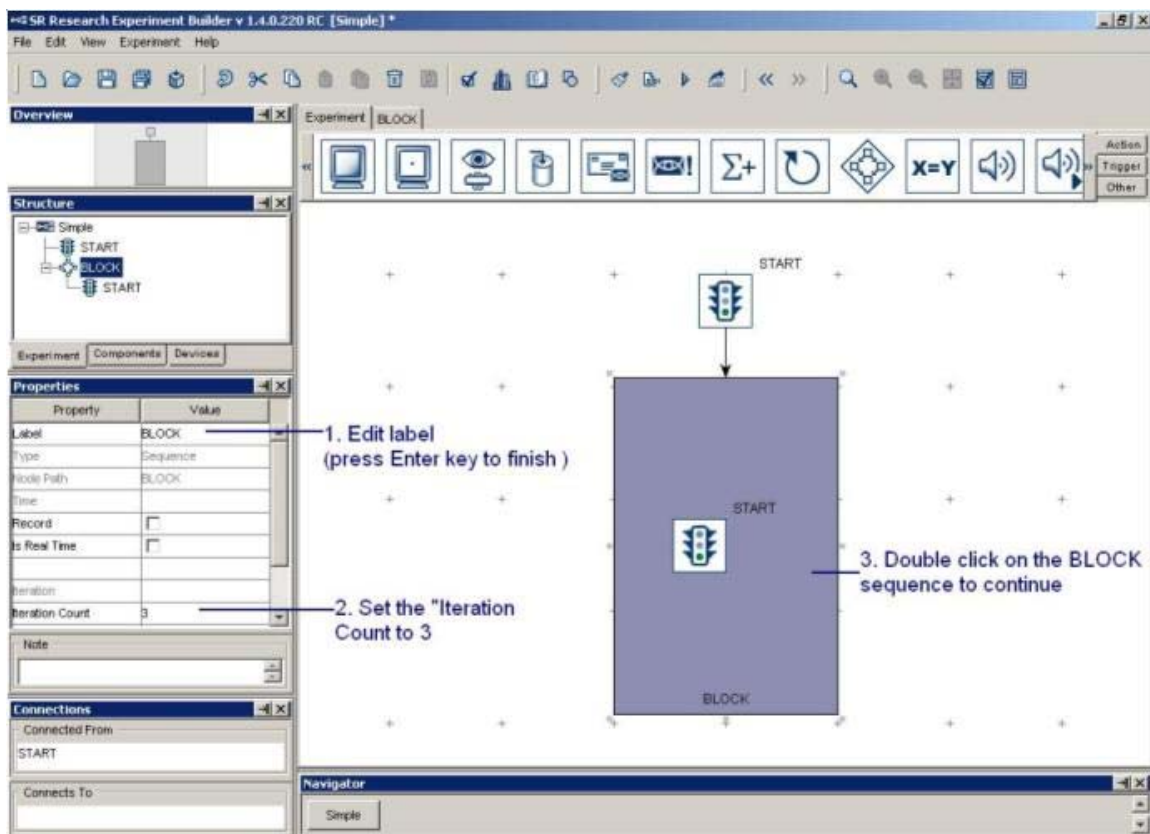 SR Research Experiment Builder v 1.4.0.220 RC [Simple] *
File Edit View Experiment Help
Overview
Experiment BLOCK
X=Y
Action
Trigger
Other
Structure
Simple
START
BLOCK
START
Experiment Components Devices
Properties
Property Value
Label BLOCK
Type Sequence
Node Path BLOCK
Time
Record
Is Real Time
Iteration
Iteration Count 3
Note
Connections
Connected From
START
Connects To
START
START
BLOCK
1. Edit label
(press Enter key to finish )
2. Set the "Iteration
Count to 3
3. Double click on the BLOCK
sequence to continue
Navigator
Simple